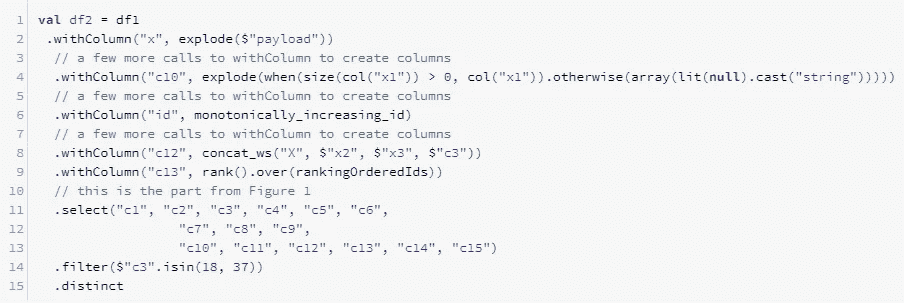 1 val df2 = df1
2 .withColumn("x", explode($"payload"))
3 // a few more calls to withColumn to create columns
4 .withColumn("c10", explode(when(size(col("x1")) > 0, col("x1")).otherwise(array(lit(null).cast("string")))))
5 // a few more calls to withColumn to create columns
6 .withColumn("id", monotonically_increasing_id)
7 // a few more calls to withColumn to create columns
8 .withColumn("c12", concat_ws("X", $"x2", $"x3", $"c3"))
9 .withColumn("c13", rank().over(rankingOrderedIds))
10 // this is the part from Figure 1
11 .select("c1", "c2", "c3", "c4", "c5", "c6",
12 "c7", "c8", "c9",
13 "c10", "c11", "c12", "c13", "c14", "c15")
14 .filter($"c3".isin(18, 37))
15 .distinct